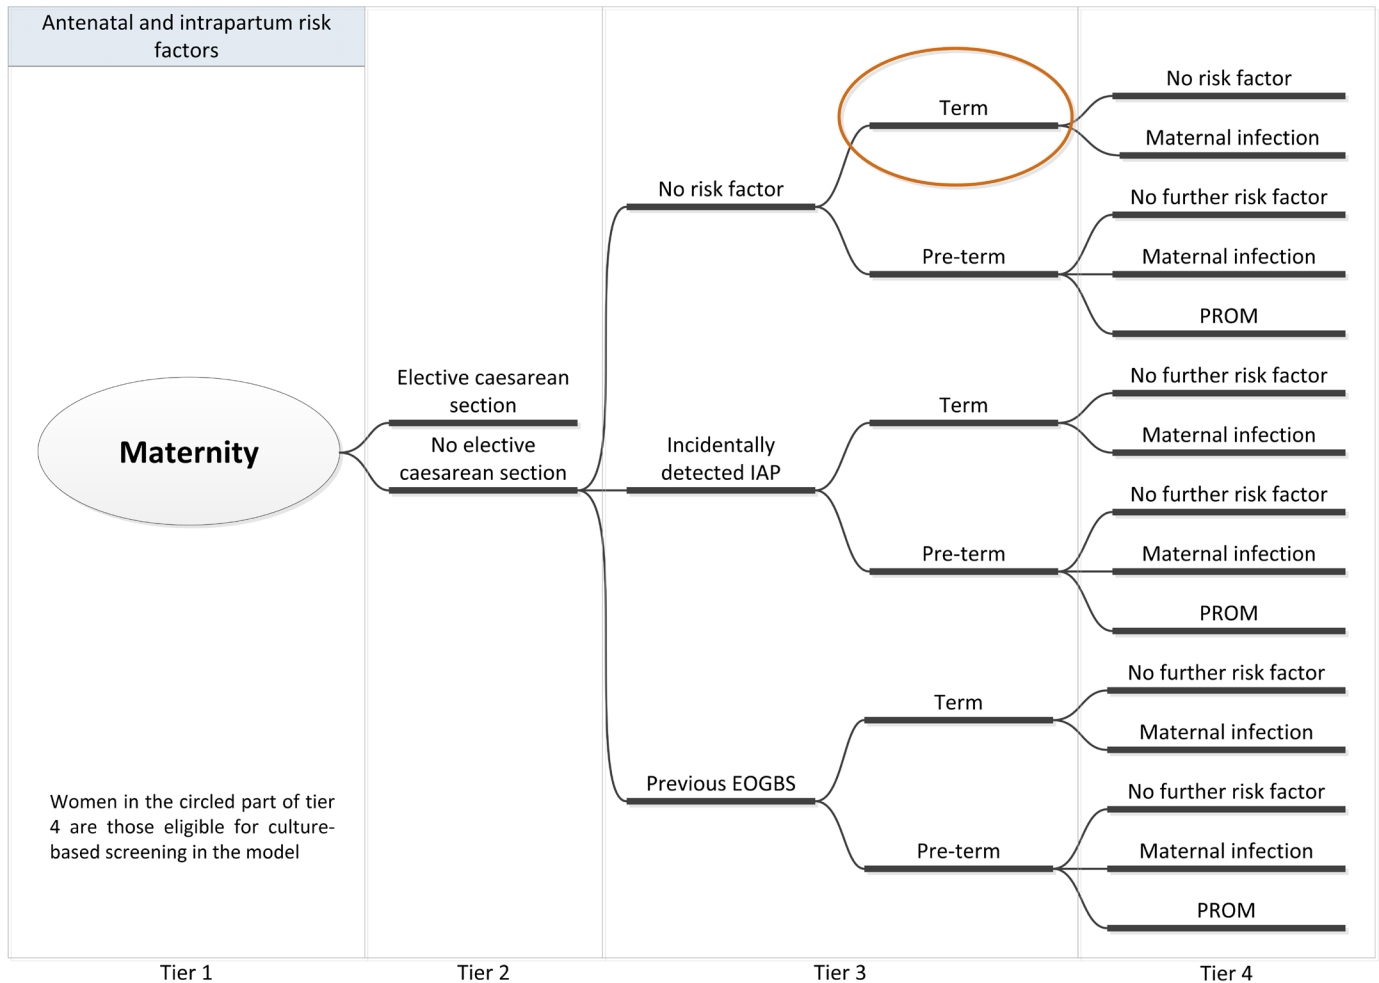 Antenatal and intrapartum risk
factors
Maternity
Women in the circled part of tier
4 are those eligible for culture-
based screening in the model
Elective caesarean
section
No elective
caesarean section
No risk factor
Term
No risk factor
Maternal infection
Pre-term
No further risk factor
Maternal infection
PROM
Incidentally
detected IAP
Term
No further risk factor
Maternal infection
Pre-term
No further risk factor
Maternal infection
PROM
Previous EOGBS
Term
No further risk factor
Maternal infection
Pre-term
No further risk factor
Maternal infection
PROM
Tier 1
Tier 2
Tier 3
Tier 4